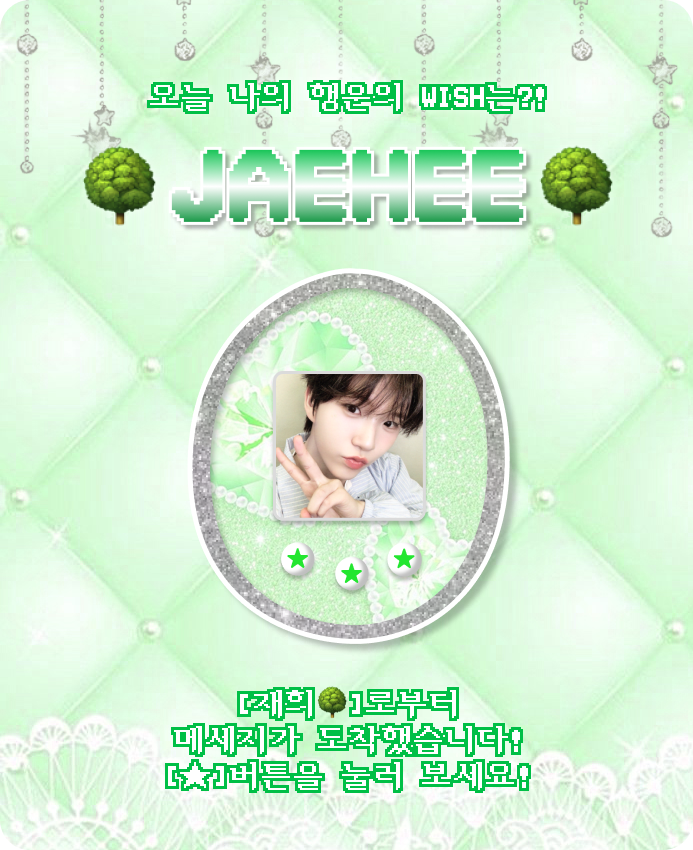 오늘 나의 행운의 WISH는?!
JAEHEE
[재희🌳]로부터
메세지가 도착했습니다!
[★]버튼을 눌러 보세요!